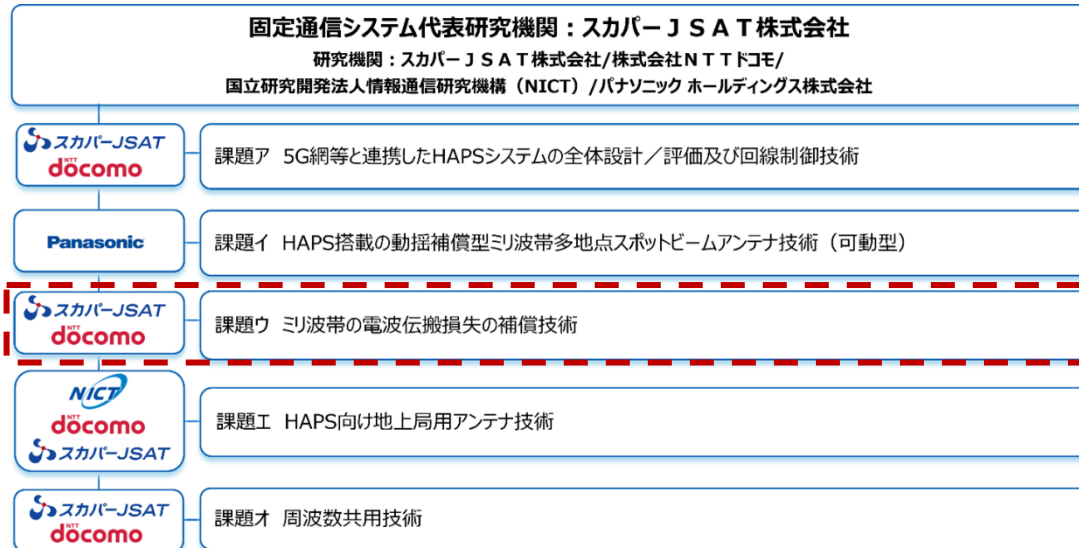 固定通信システム代表研究機関：スカパーＪＳＡＴ株式会社
研究機関：スカパーＪＳＡＴ株式会社/株式会社ＮＴＴドコモ/
国立研究開発法人情報通信研究機構（NICT）/パナソニック ホールディングス株式会社
スカパーJSAT
NTT
döcomo
課題ア 5G網等と連携したHAPSシステムの全体設計／評価及び回線制御技術
Panasonic
課題イ HAPS搭載の動揺補償型ミリ波帯多地点スポットビームアンテナ技術（可動型）
スカパーJSAT
NTT
döcomo
課題ウ ミリ波帯の電波伝搬損失の補償技術
NICT
NTT
döcomo
スカパーJSAT
課題エ HAPS向け地上局用アンテナ技術
スカパーJSAT
NTT
döcomo
課題オ 周波数共用技術